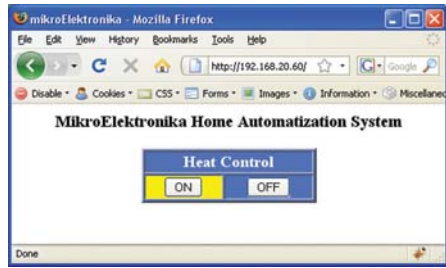 mikroElektronika - Mozilla Firefox
File Edit View History Bookmarks Tools Help
http://192.168.20.60/ Google
Disable Cookies CSS Forms Images Information Miscellaneo
MikroElektronika Home Automatization System
Heat Control
ON OFF
Done